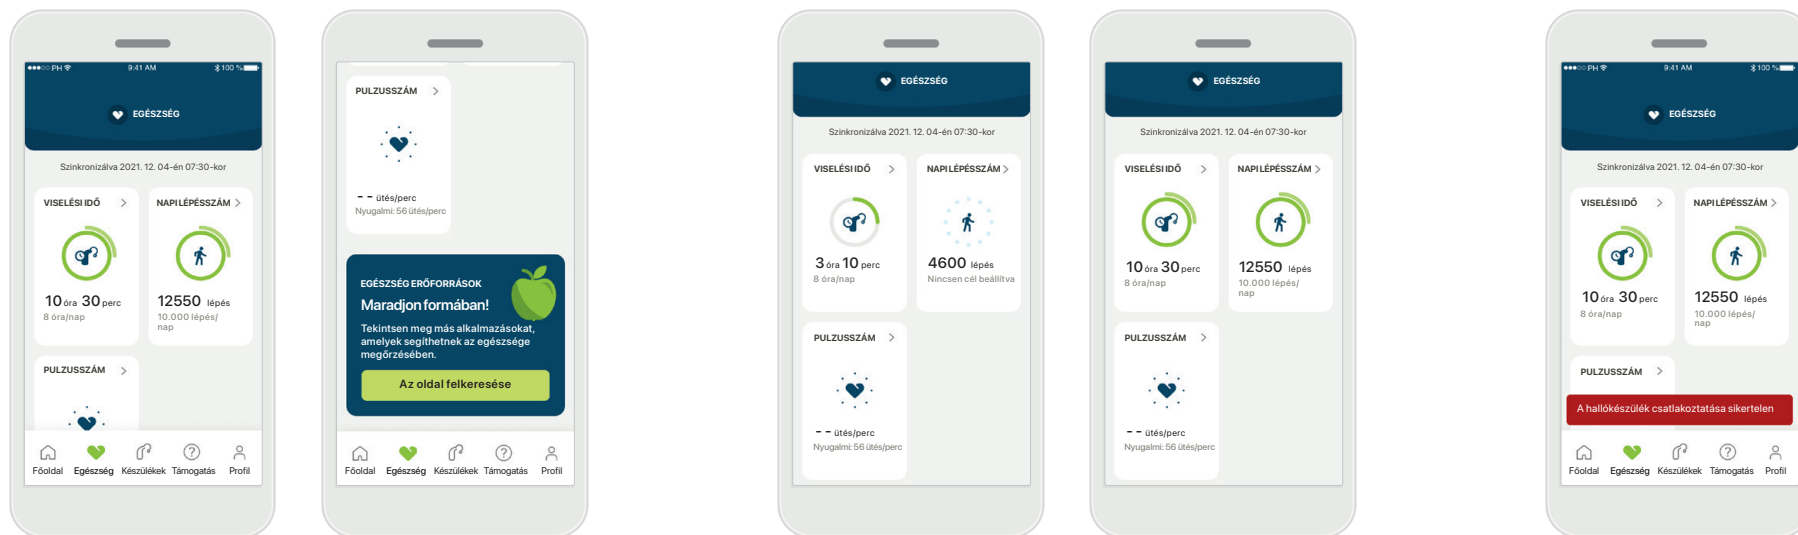 PH 9:41 AM 100 %
EGÉSZSÉG
Szinkronizálva 2021. 12. 04-én 07:30-kor
VISELÉSI IDŐ
10 óra 30 perc
8 óra/nap
NAPI LÉPÉSSZÁM
12550 lépés
10.000 lépés/
nap
PULZUSSZÁM
Főoldal Egészség Készülékek Támogatás Profil
PULZUSSZÁM
- - ütés/perc
Nyugalmi: 56 ütés/perc
EGÉSZSÉG ERŐFORRÁSOK
Maradjon formában!
Tekintsen meg más alkalmazásokat,
amelyek segíthetnek az egészsége
megőrzésében.
Az oldal felkeresése
Főoldal Egészség Készülékek Támogatás Profil
EGÉSZSÉG
Szinkronizálva 2021. 12. 04-én 07:30-kor
VISELÉSI IDŐ
3 óra 10 perc
8 óra/nap
NAPI LÉPÉSSZÁM
4600 lépés
Nincsen cél beállítva
PULZUSSZÁM
- - ütés/perc
Nyugalmi: 56 ütés/perc
EGÉSZSÉG
Szinkronizálva 2021. 12. 04-én 07:30-kor
VISELÉSI IDŐ
10 óra 30 perc
8 óra/nap
NAPI LÉPÉSSZÁM
12550 lépés
10.000 lépés/
nap
PULZUSSZÁM
- - ütés/perc
Nyugalmi: 56 ütés/perc
PH 9:41 AM 100 %
EGÉSZSÉG
Szinkronizálva 2021. 12. 04-én 07:30-kor
VISELÉSI IDŐ
10 óra 30 perc
8 óra/nap
NAPI LÉPÉSSZÁM
12550 lépés
10.000 lépés/
nap
PULZUSSZÁM
A hallókészülék csatlakoztatása sikertelen
Főoldal Egészség Készülékek Támogatás Profil